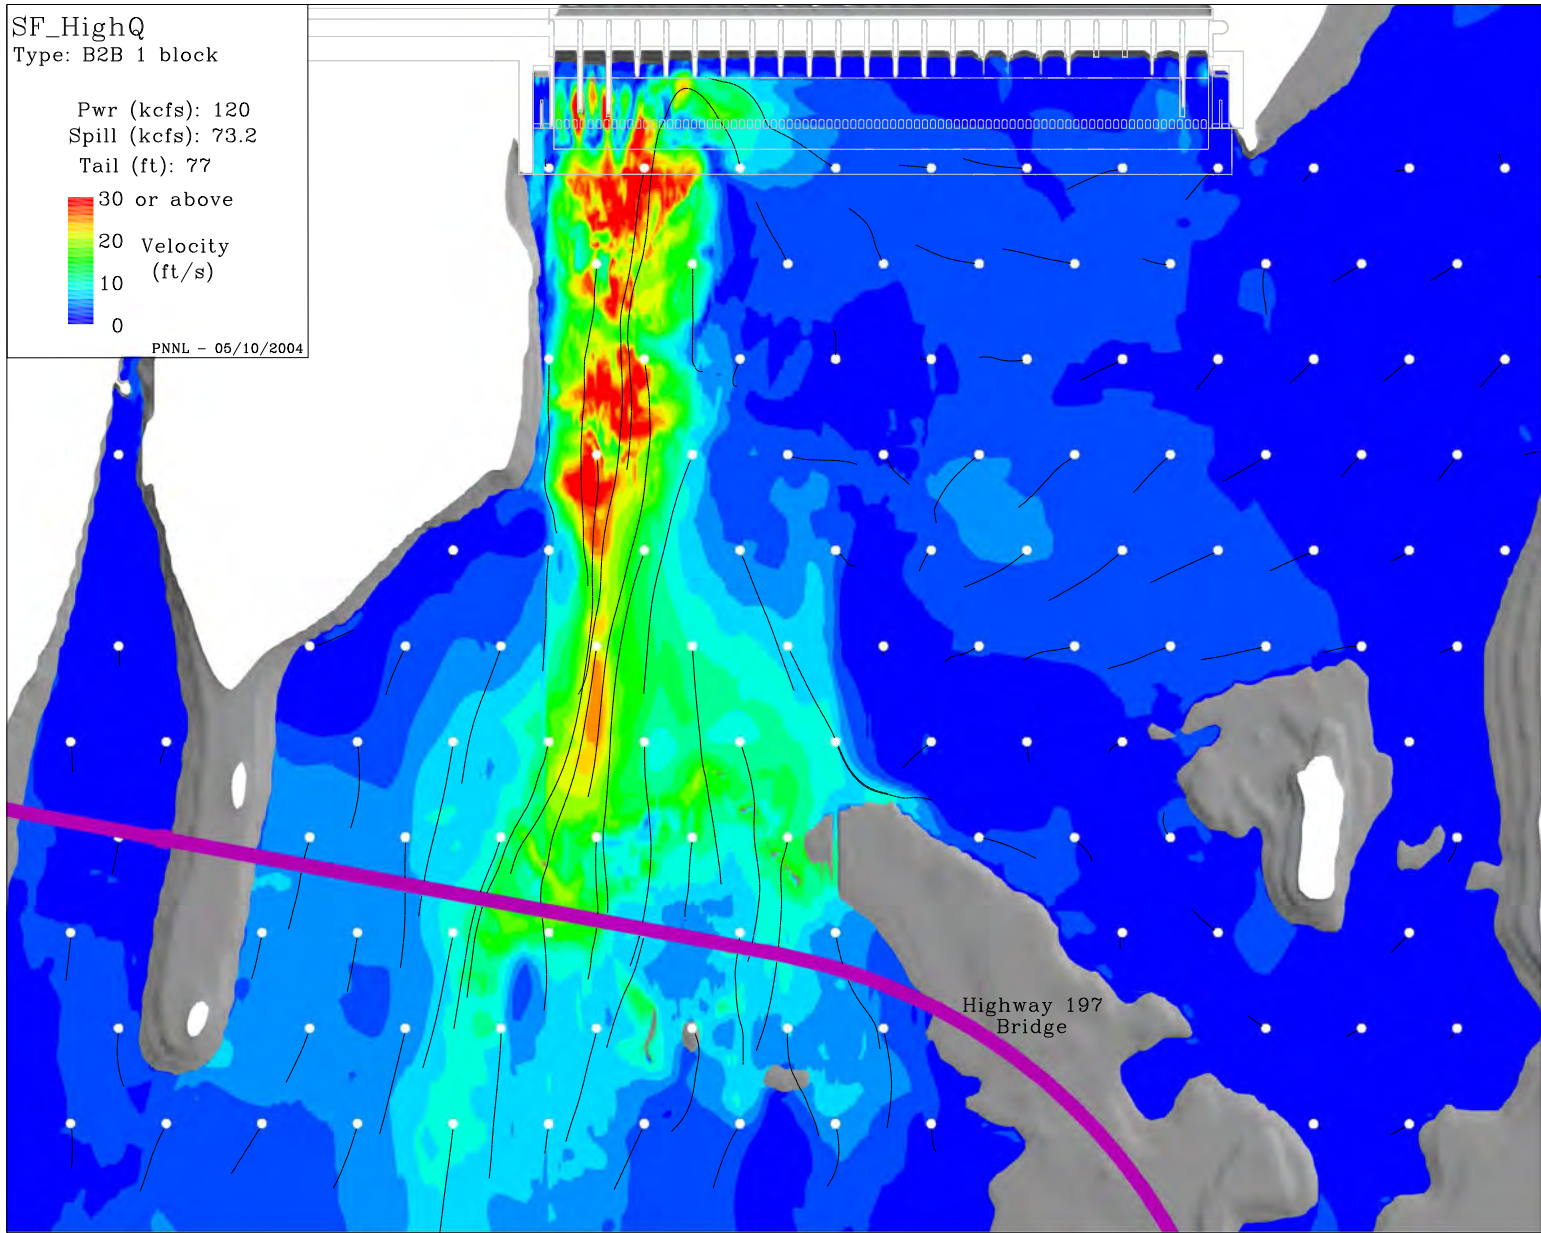 SF_HighQ
Type: B2B 1 block
Pwr (kcfs): 120
Spill (kcfs): 73.2
Tail (ft): 77
30 or above
20
Velocity
(ft/s)
10
0
PNNL - 05/10/2004
Highway 197
Bridge